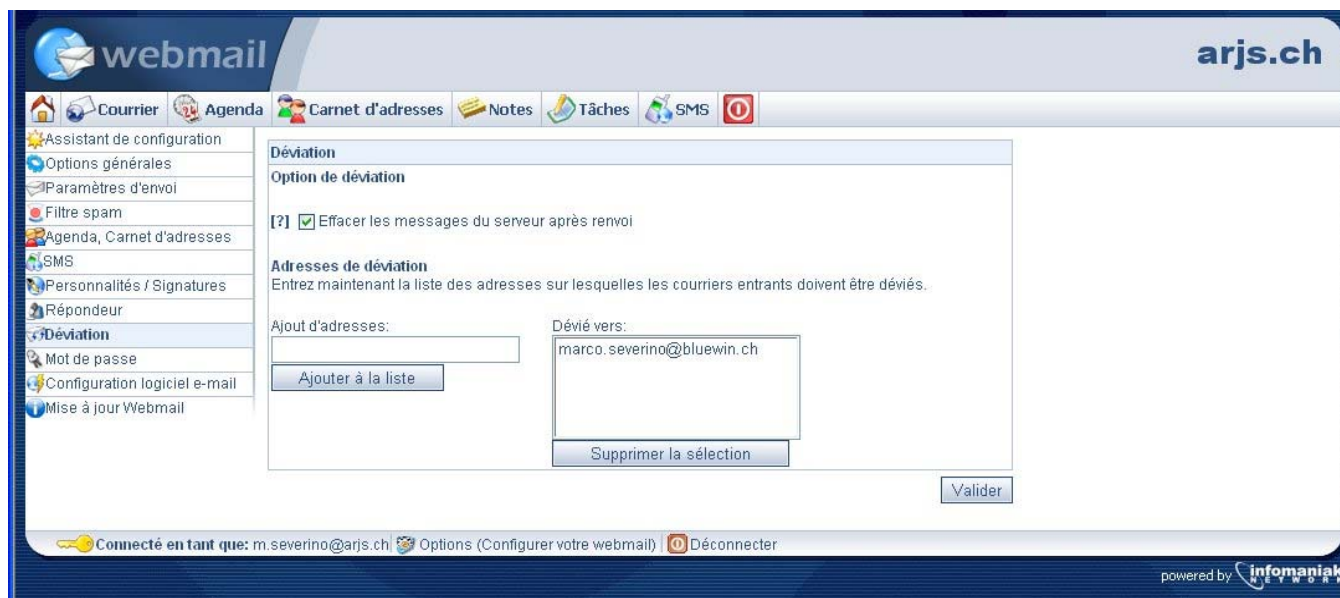 webmail
arjs.ch
Courrier Agenda Carnet d'adresses Notes Tâches SMS
Assistant de configuration
Options générales
Paramètres d'envoi
Filtre spam
Agenda, Carnet d'adresses
SMS
Personnalités / Signatures
Répondeur
Déviation
Mot de passe
Configuration logiciel e-mail
Mise à jour Webmail
Déviation
Option de déviation
[?] Effacer les messages du serveur après renvoi
Adresses de déviation
Entrez maintenant la liste des adresses sur lesquelles les courriers entrants doivent être déviés.
Ajout d'adresses:
Ajouter à la liste
Dévié vers:
marco.severino@bluewin.ch
Supprimer la sélection
Valider
Connecté en tant que: m.severino@arjs.ch Options (Configurer votre webmail) Déconnecter
powered by infomaniak
NETWORK